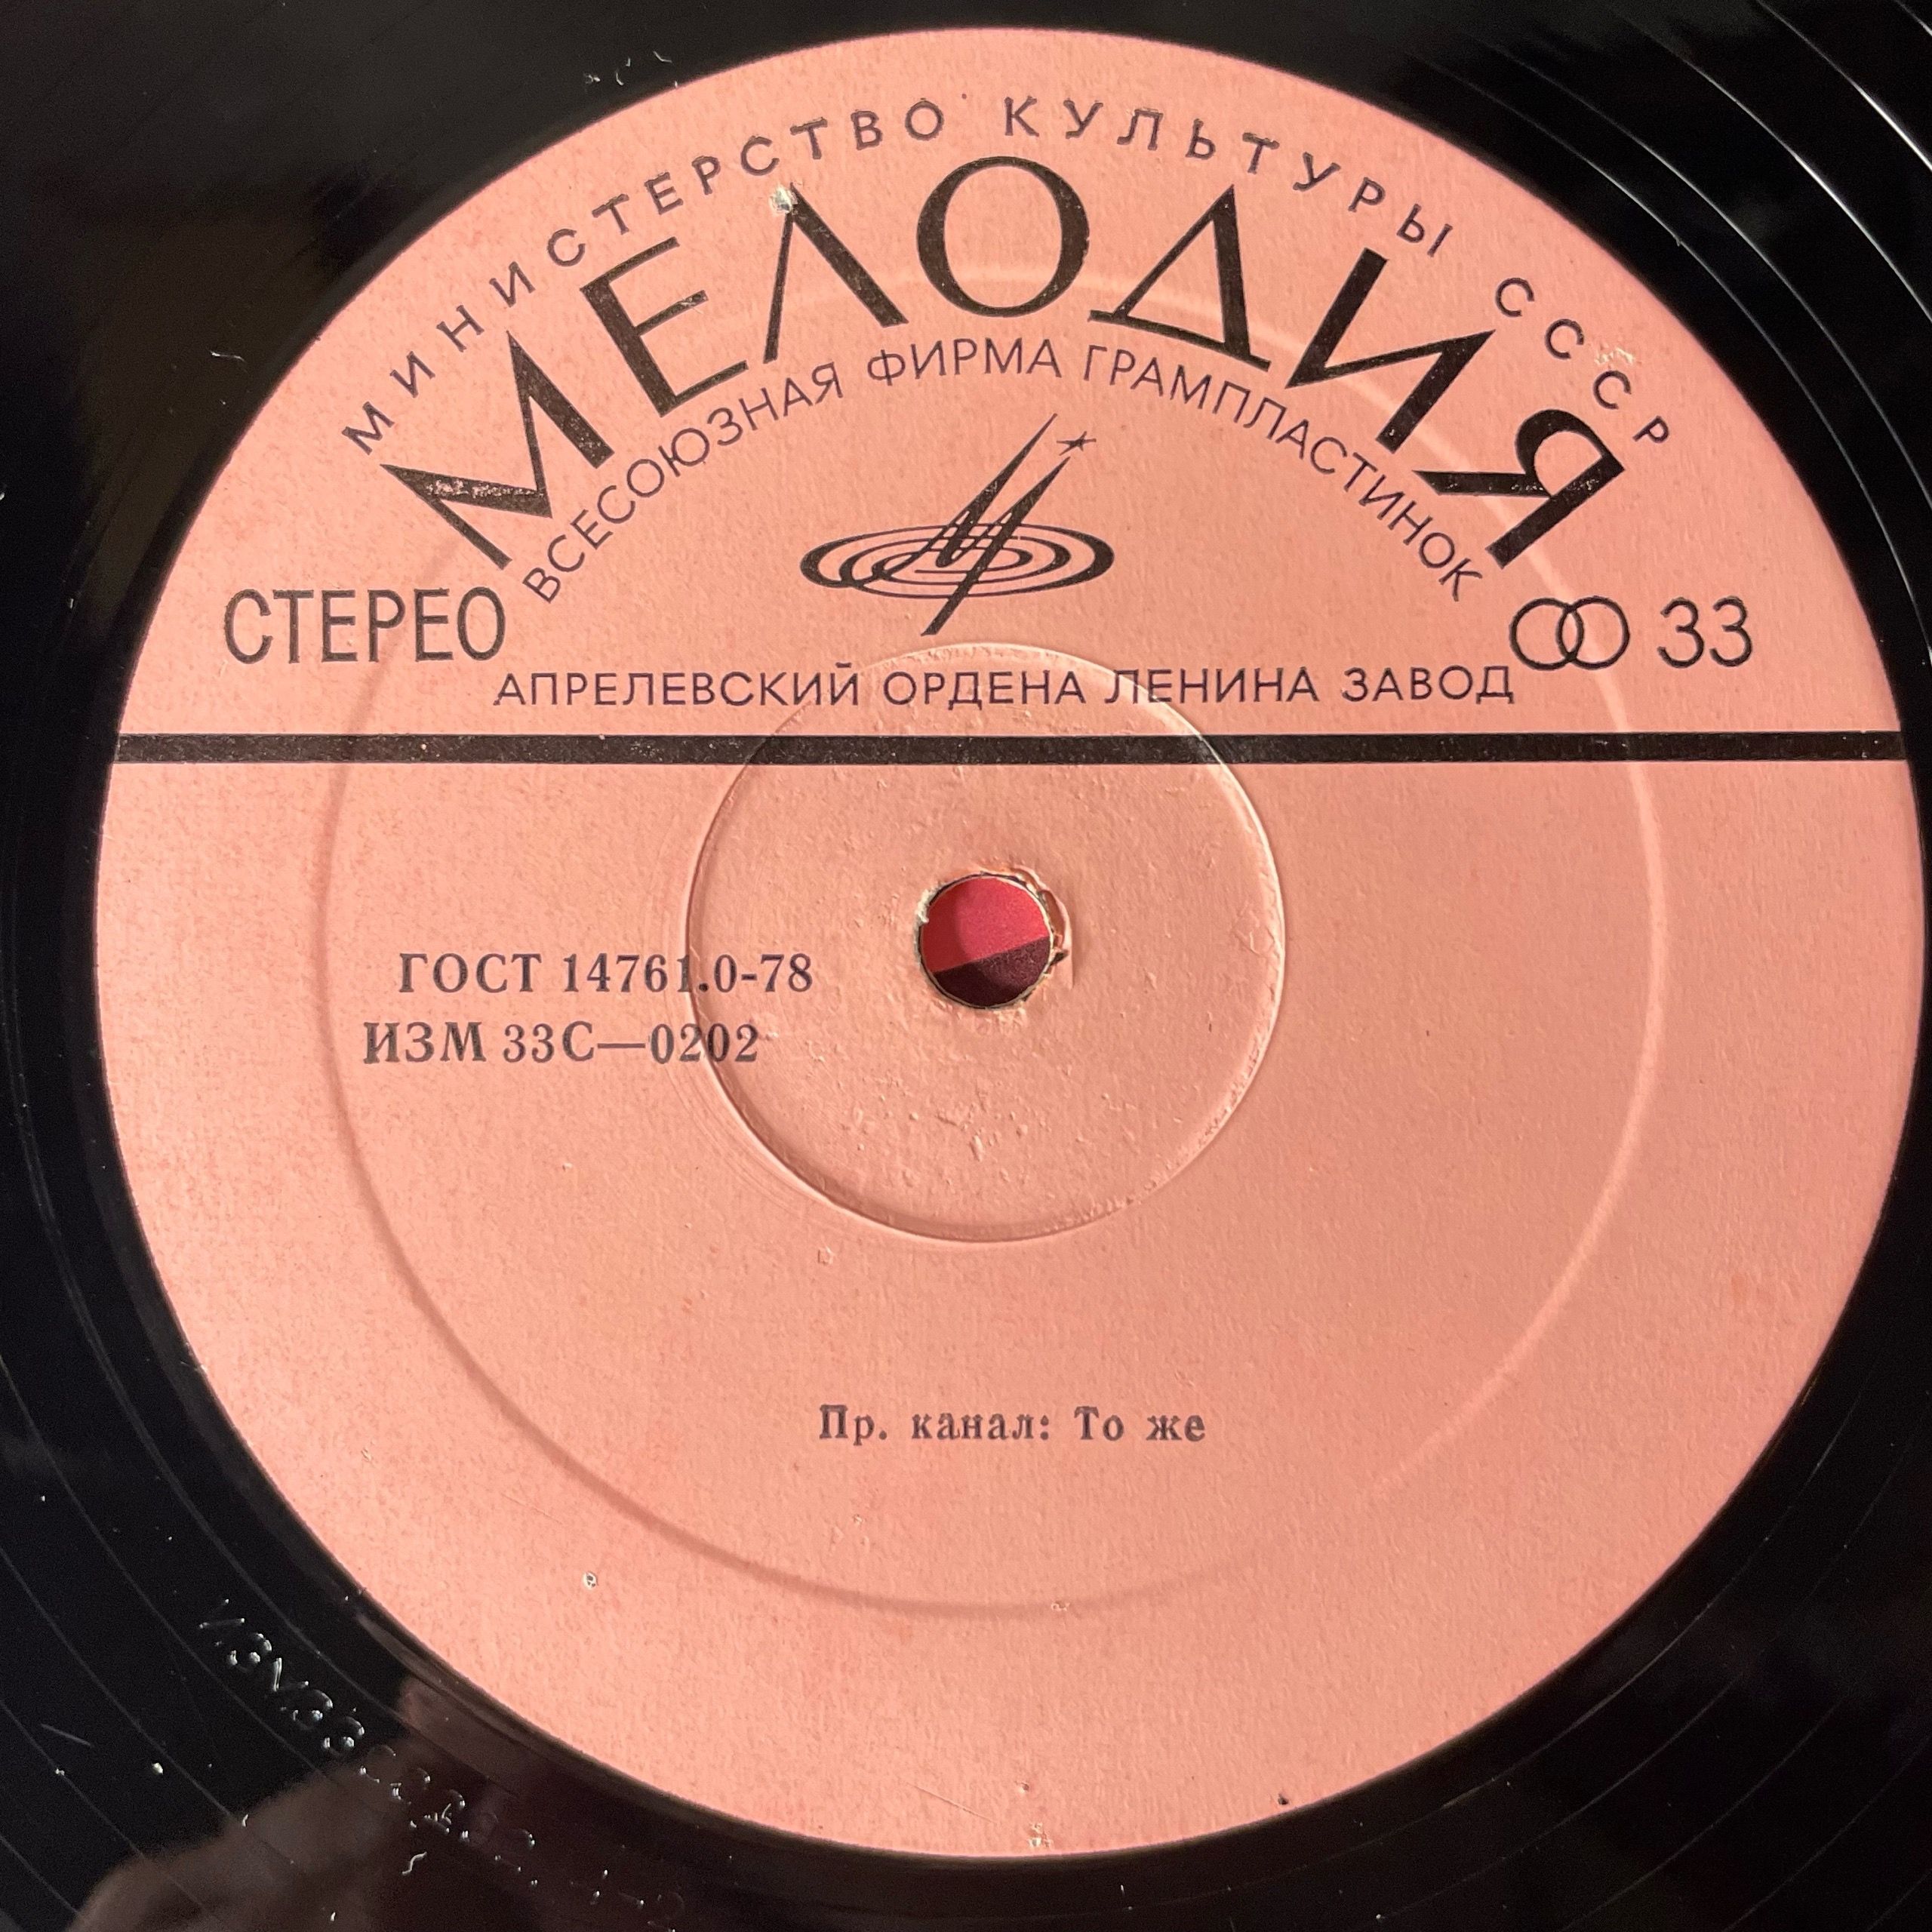 МИНИСТЕРСТВО КУЛЬТУРЫ СССР
МЕЛОДИЯ
ВСЕСОЮЗНАЯ ФИРМА ГРАМПЛАСТИНОК
СТЕРЕО
33
АПРЕЛЕВСКИЙ ОРДЕНА ЛЕНИНА ЗАВОД
ГОСТ 14761.0-78
ИЗМ 33С—0202
Пр. канал: То же